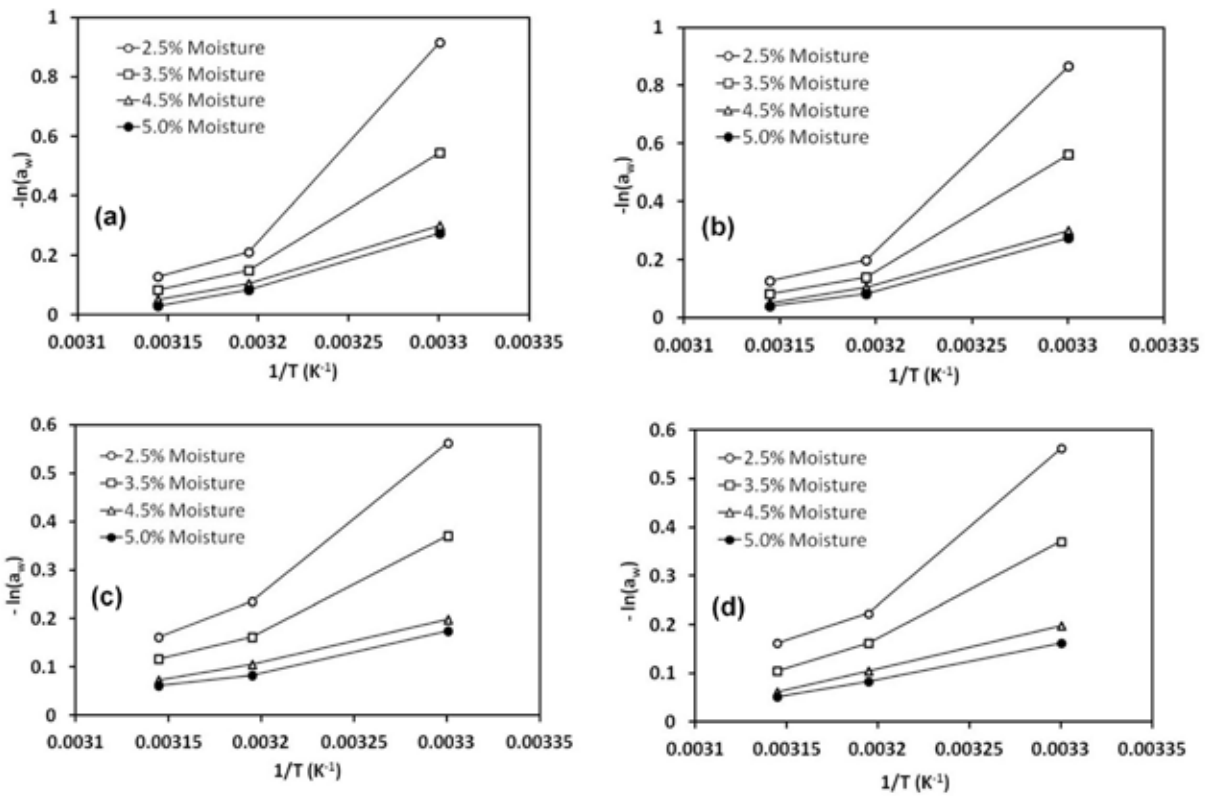 1
0.8
0.6
0.4
0.2
0
-ln(a_w)
2.5% Moisture
3.5% Moisture
4.5% Moisture
5.0% Moisture
(a)
0.0031 0.00315 0.0032 0.00325 0.0033 0.00335
1/T (K⁻¹)
1
0.8
0.6
0.4
0.2
0
-ln(a_w)
2.5% Moisture
3.5% Moisture
4.5% Moisture
5.0% Moisture
(b)
0.0031 0.00315 0.0032 0.00325 0.0033 0.00335
1/T (K⁻¹)
0.6
0.5
0.4
0.3
0.2
0.1
0
- ln(a_w)
2.5% Moisture
3.5% Moisture
4.5% Moisture
5.0% Moisture
(c)
0.0031 0.00315 0.0032 0.00325 0.0033 0.00335
1/T (K⁻¹)
0.6
0.5
0.4
0.3
0.2
0.1
0
- ln(a_w)
2.5% Moisture
3.5% Moisture
4.5% Moisture
5.0% Moisture
(d)
0.0031 0.00315 0.0032 0.00325 0.0033 0.00335
1/T (K⁻¹)